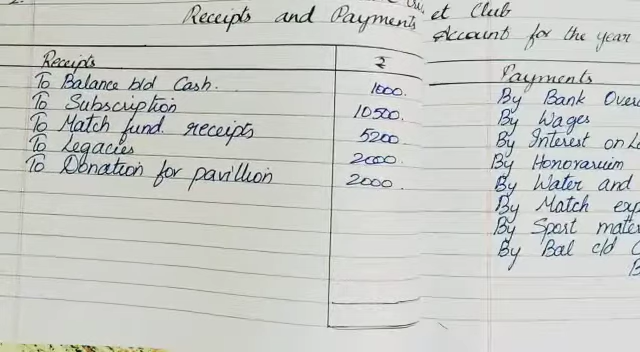 et Club
Receipts and Payments Account for the year
Receipts ₹
To Balance b/d Cash. 1000.
To Subscription 10500.
To Match fund receipts 5200.
To Legacies 2000.
To Donation for pavillion 2000.
Payments
By Bank
By Wages
By Interest on
By Honorarium
By Water and
By Match
By Sport
By Bal c/d